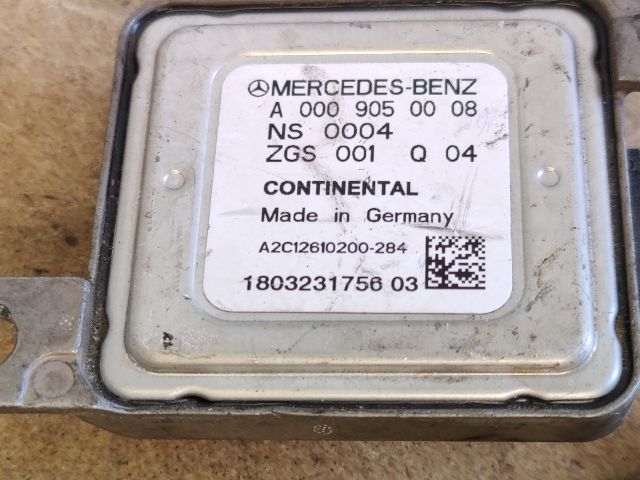 MERCEDES-BENZ
A 000 905 00 08
NS 0004
ZGS 001 Q 04
CONTINENTAL
Made in Germany
A2C12610200-284
1803231756 03